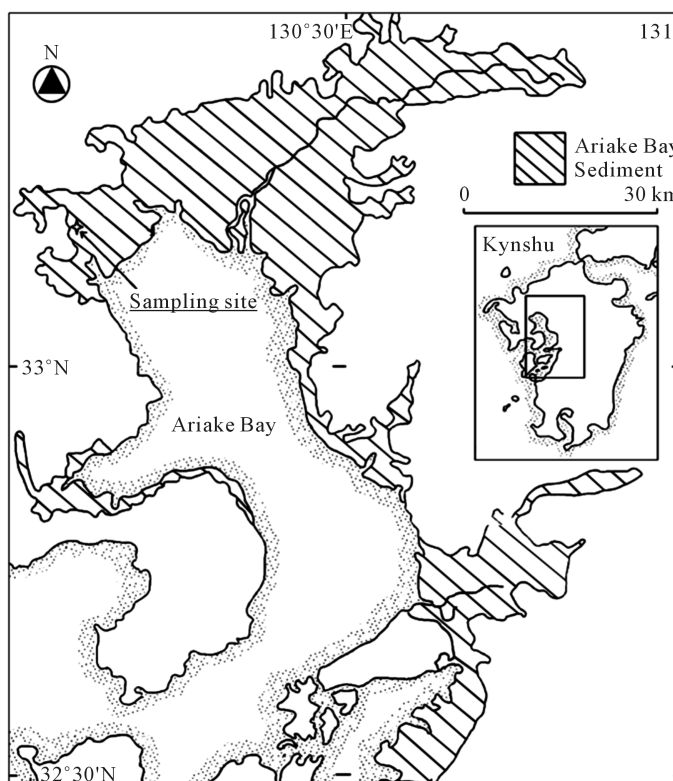 130°30'E
131
N
Ariake Bay
Sediment
0
30 km
Kynshu
Sampling site
33°N
Ariake Bay
32°30'N